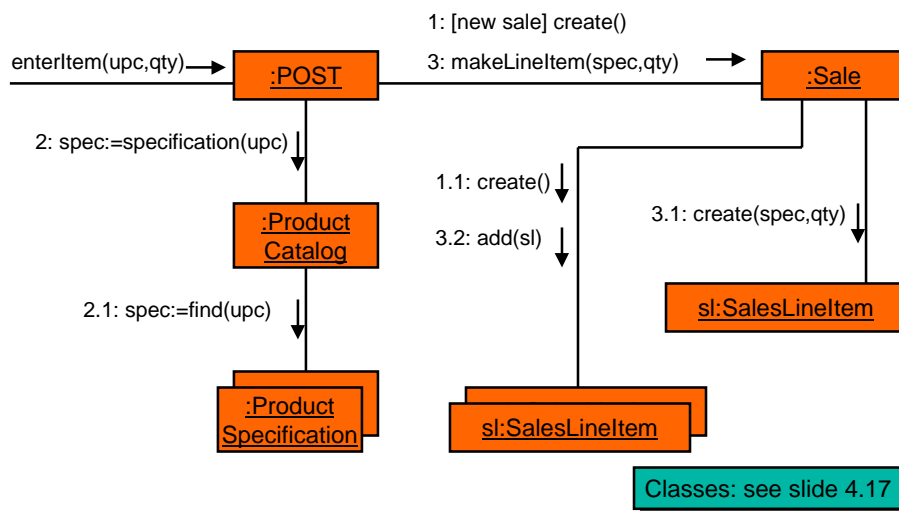 1: [new sale] create()
enterItem(upc,qty)
3: makeLineItem(spec,qty)
:POST
:Sale
2: spec:=specification(upc)
1.1: create()
3.1: create(spec,qty)
:Product
Catalog
3.2: add(sl)
2.1: spec:=find(upc)
sl:SalesLineItem
:Product
Specification
sl:SalesLineItem
Classes: see slide 4.17